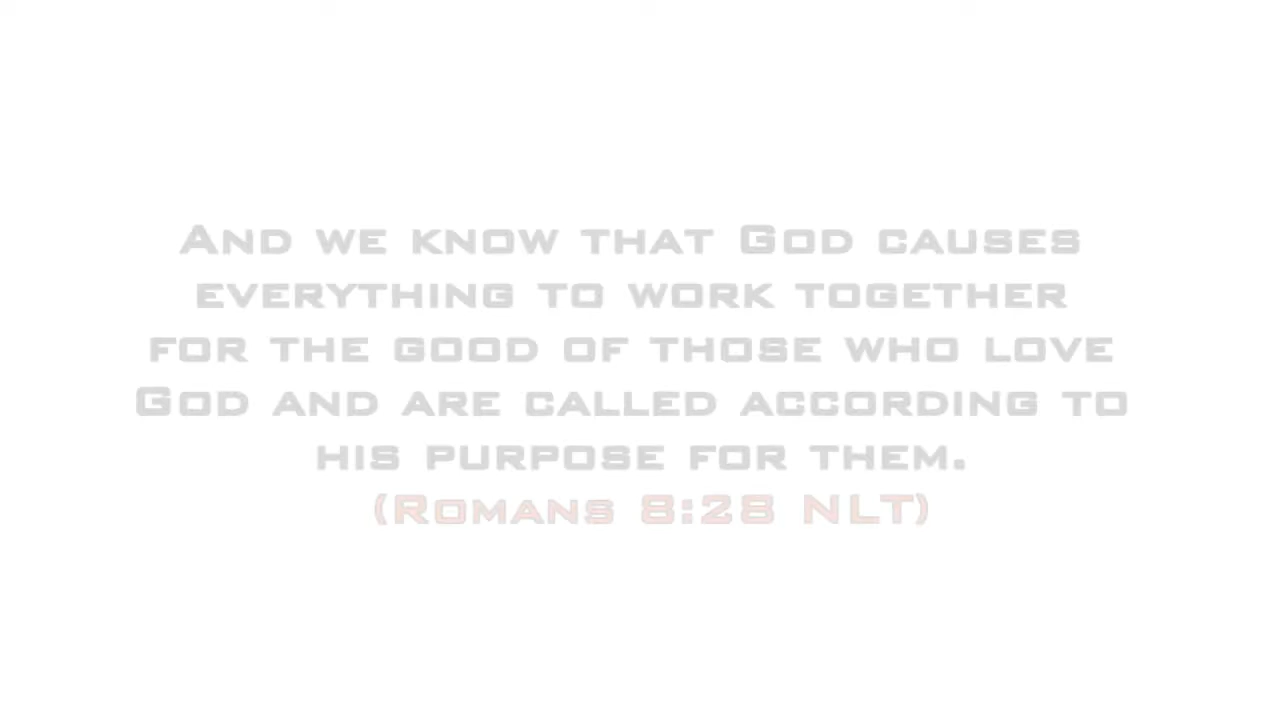 And we know that God causes
everything to work together
for the good of those who love
God and are called according to
his purpose for them.
(Romans 8:28 NLT)